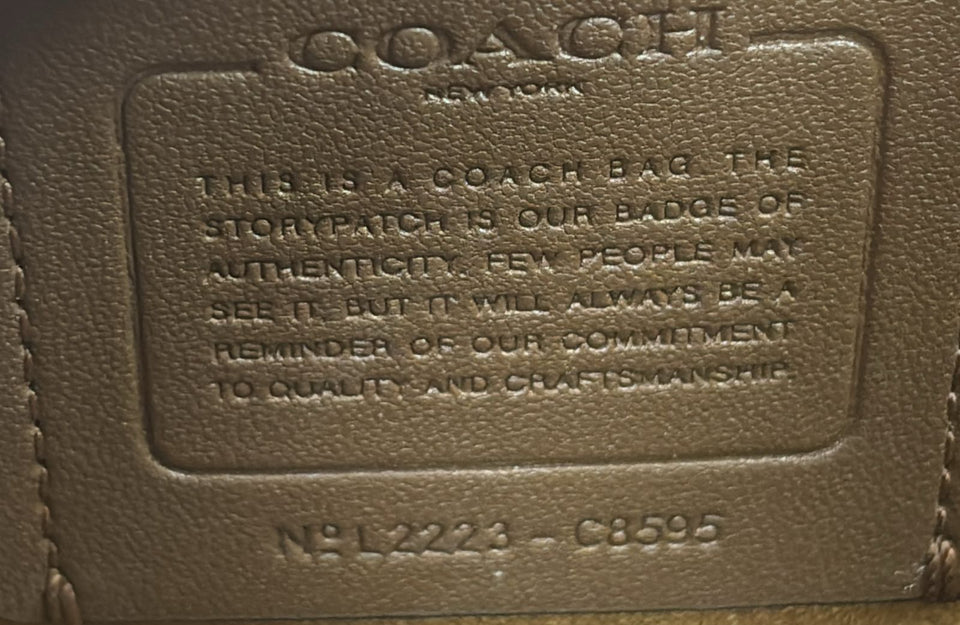 COACH
NEW YORK
THIS IS A COACH BAG. THE
STORYPATCH IS OUR BADGE OF
AUTHENTICITY. FEW PEOPLE MAY
SEE IT, BUT IT WILL ALWAYS BE A
REMINDER OF OUR COMMITMENT
TO QUALITY AND CRAFTSMANSHIP.
Nº L2223 - C8595